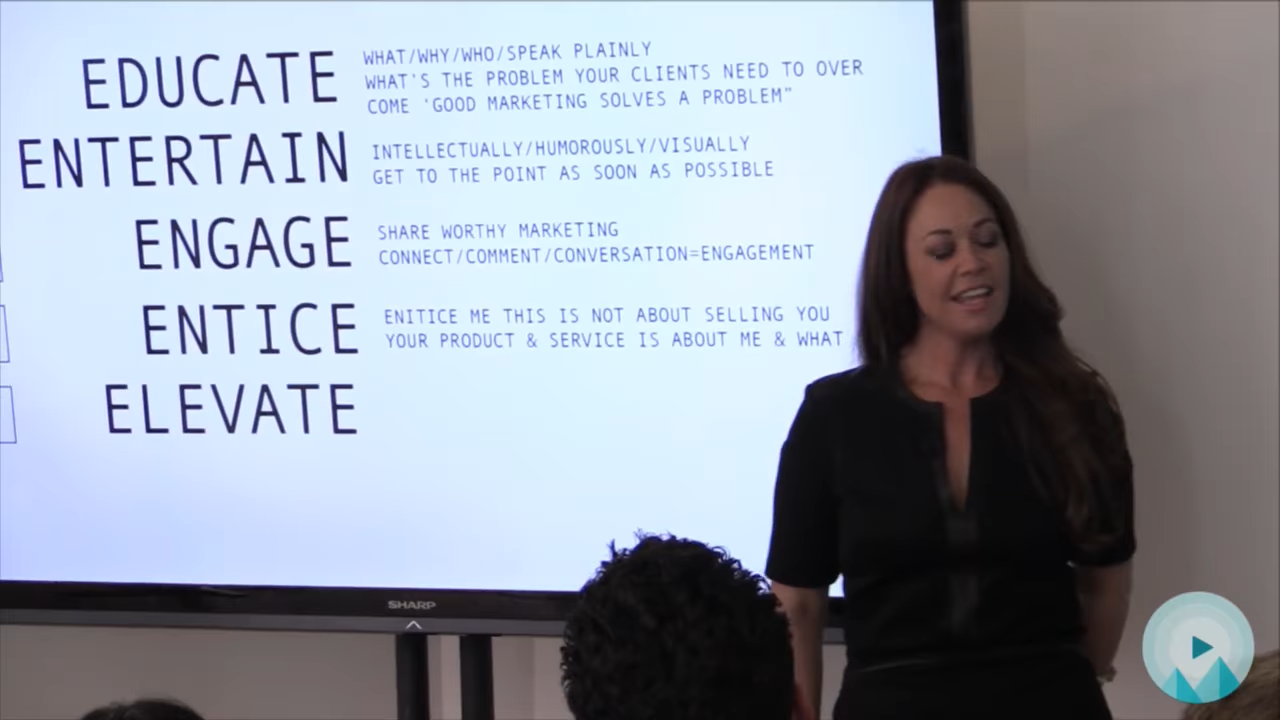 EDUCATE
WHAT/WHY/WHO/SPEAK PLAINLY
WHAT'S THE PROBLEM YOUR CLIENTS NEED TO OVER
COME 'GOOD MARKETING SOLVES A PROBLEM"
ENTERTAIN
INTELLECTUALLY/HUMOROUSLY/VISUALLY
GET TO THE POINT AS SOON AS POSSIBLE
ENGAGE
SHARE WORTHY MARKETING
CONNECT/COMMENT/CONVERSATION=ENGAGEMENT
ENTICE
ENITICE ME THIS IS NOT ABOUT SELLING YOU
YOUR PRODUCT & SERVICE IS ABOUT ME & WHAT
ELEVATE
SHARP